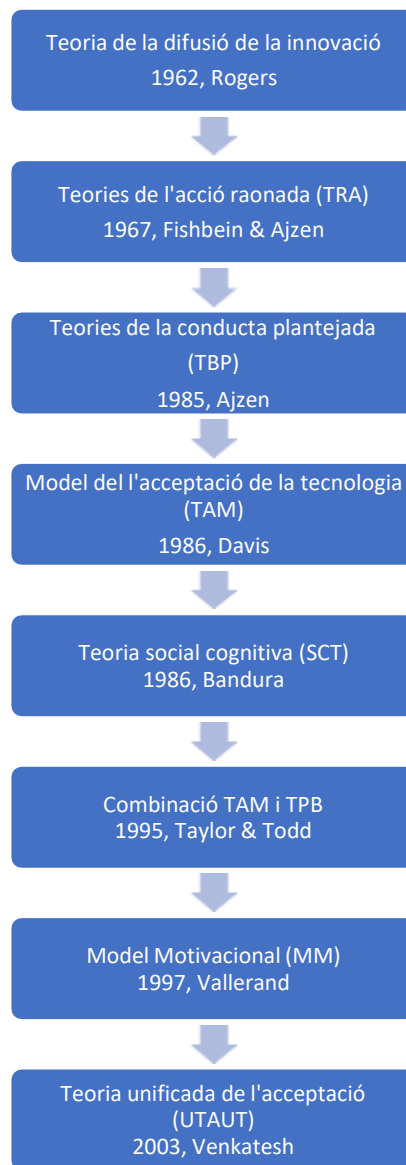 Teoria de la difusió de la innovació
1962, Rogers
Teories de l'acció raonada (TRA)
1967, Fishbein & Ajzen
Teories de la conducta plantejada
(TBP)
1985, Ajzen
Model del l'acceptació de la tecnologia
(TAM)
1986, Davis
Teoria social cognitiva (SCT)
1986, Bandura
Combinació TAM i TPB
1995, Taylor & Todd
Model Motivacional (MM)
1997, Vallerand
Teoria unificada de l'acceptació
(UTAUT)
2003, Venkatesh